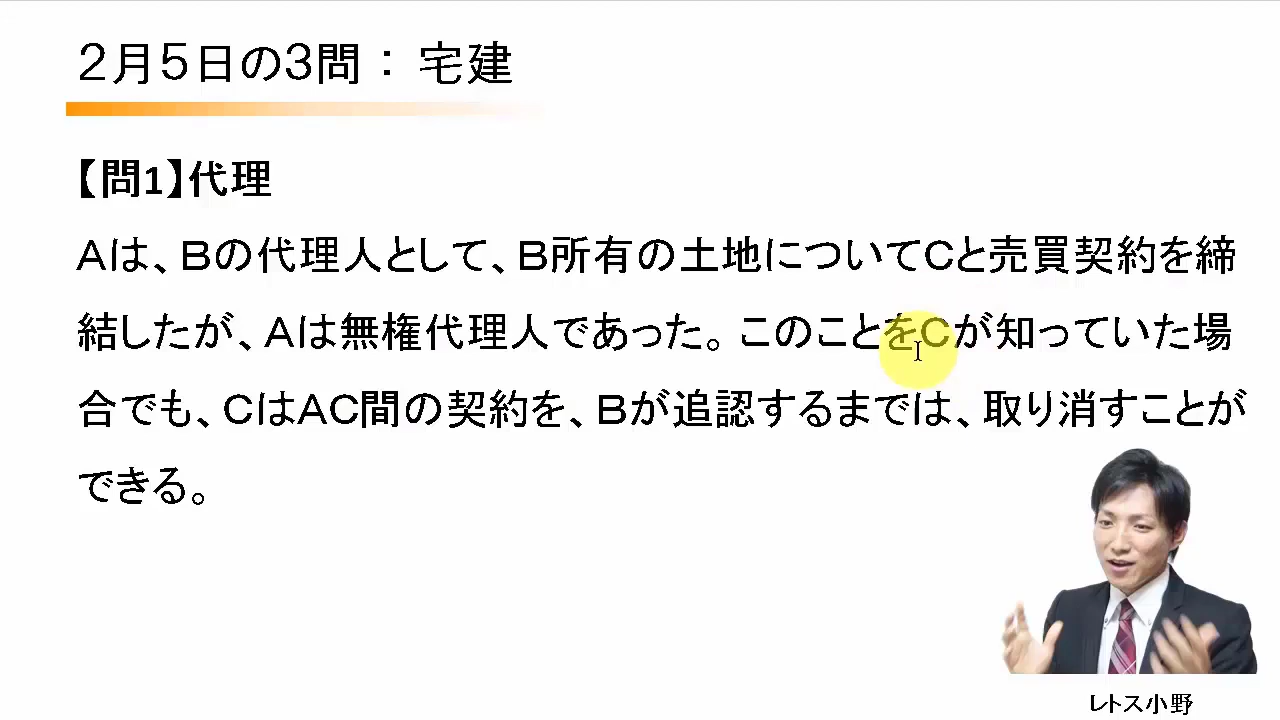 ２月５日の３問：宅建
【問1】代理
Ａは、Ｂの代理人として、Ｂ所有の土地についてＣと売買契約を締
結したが、Ａは無権代理人であった。このことをＣが知っていた場
合でも、ＣはＡＣ間の契約を、Ｂが追認するまでは、取り消すことが
できる。
レトス小野